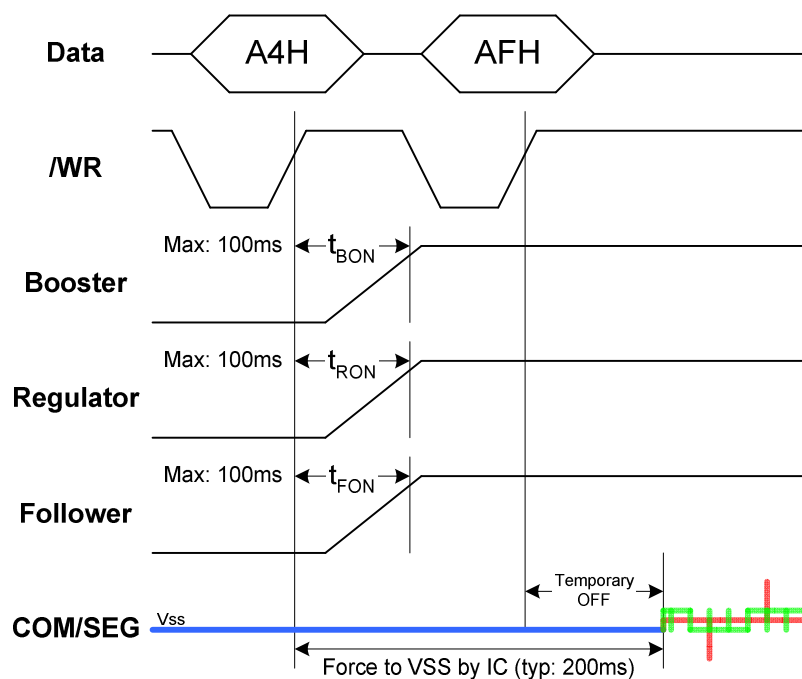 Data
A4H
AFH
/WR
Max: 100ms
tBON
Booster
Max: 100ms
tRON
Regulator
Max: 100ms
tFON
Follower
Temporary
OFF
COM/SEG
Vss
Force to VSS by IC (typ: 200ms)